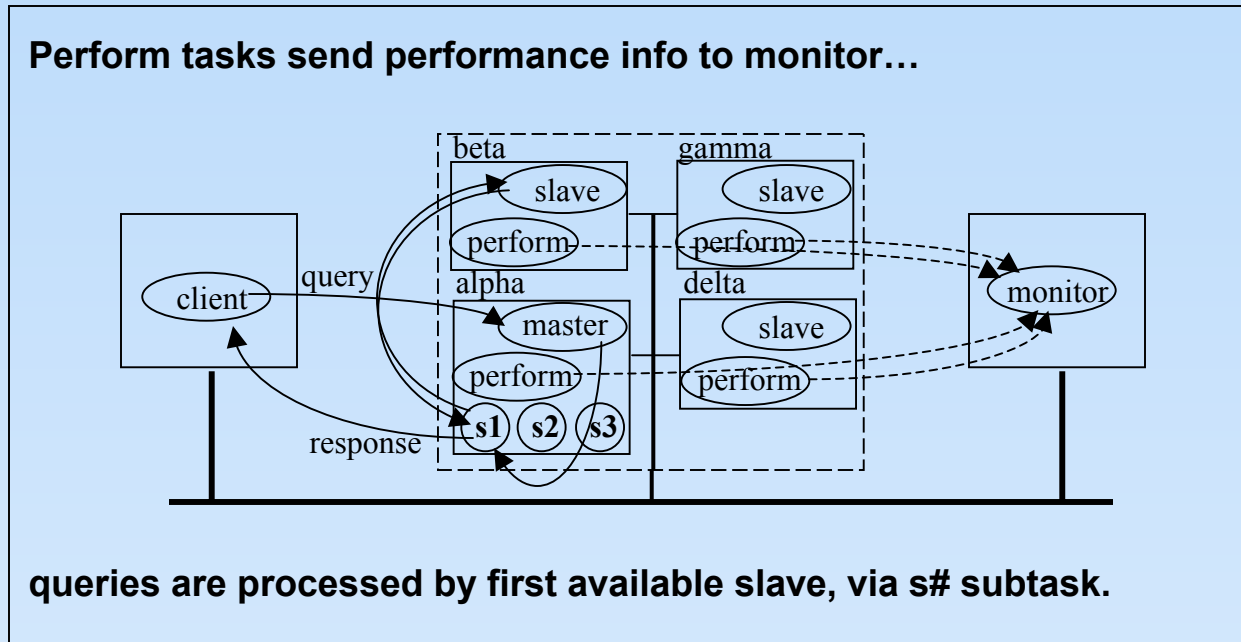 Perform tasks send performance info to monitor…
beta
gamma
slave
slave
perform
perform
query
client
alpha
delta
monitor
master
slave
perform
perform
s1 s2 s3
response
queries are processed by first available slave, via s# subtask.